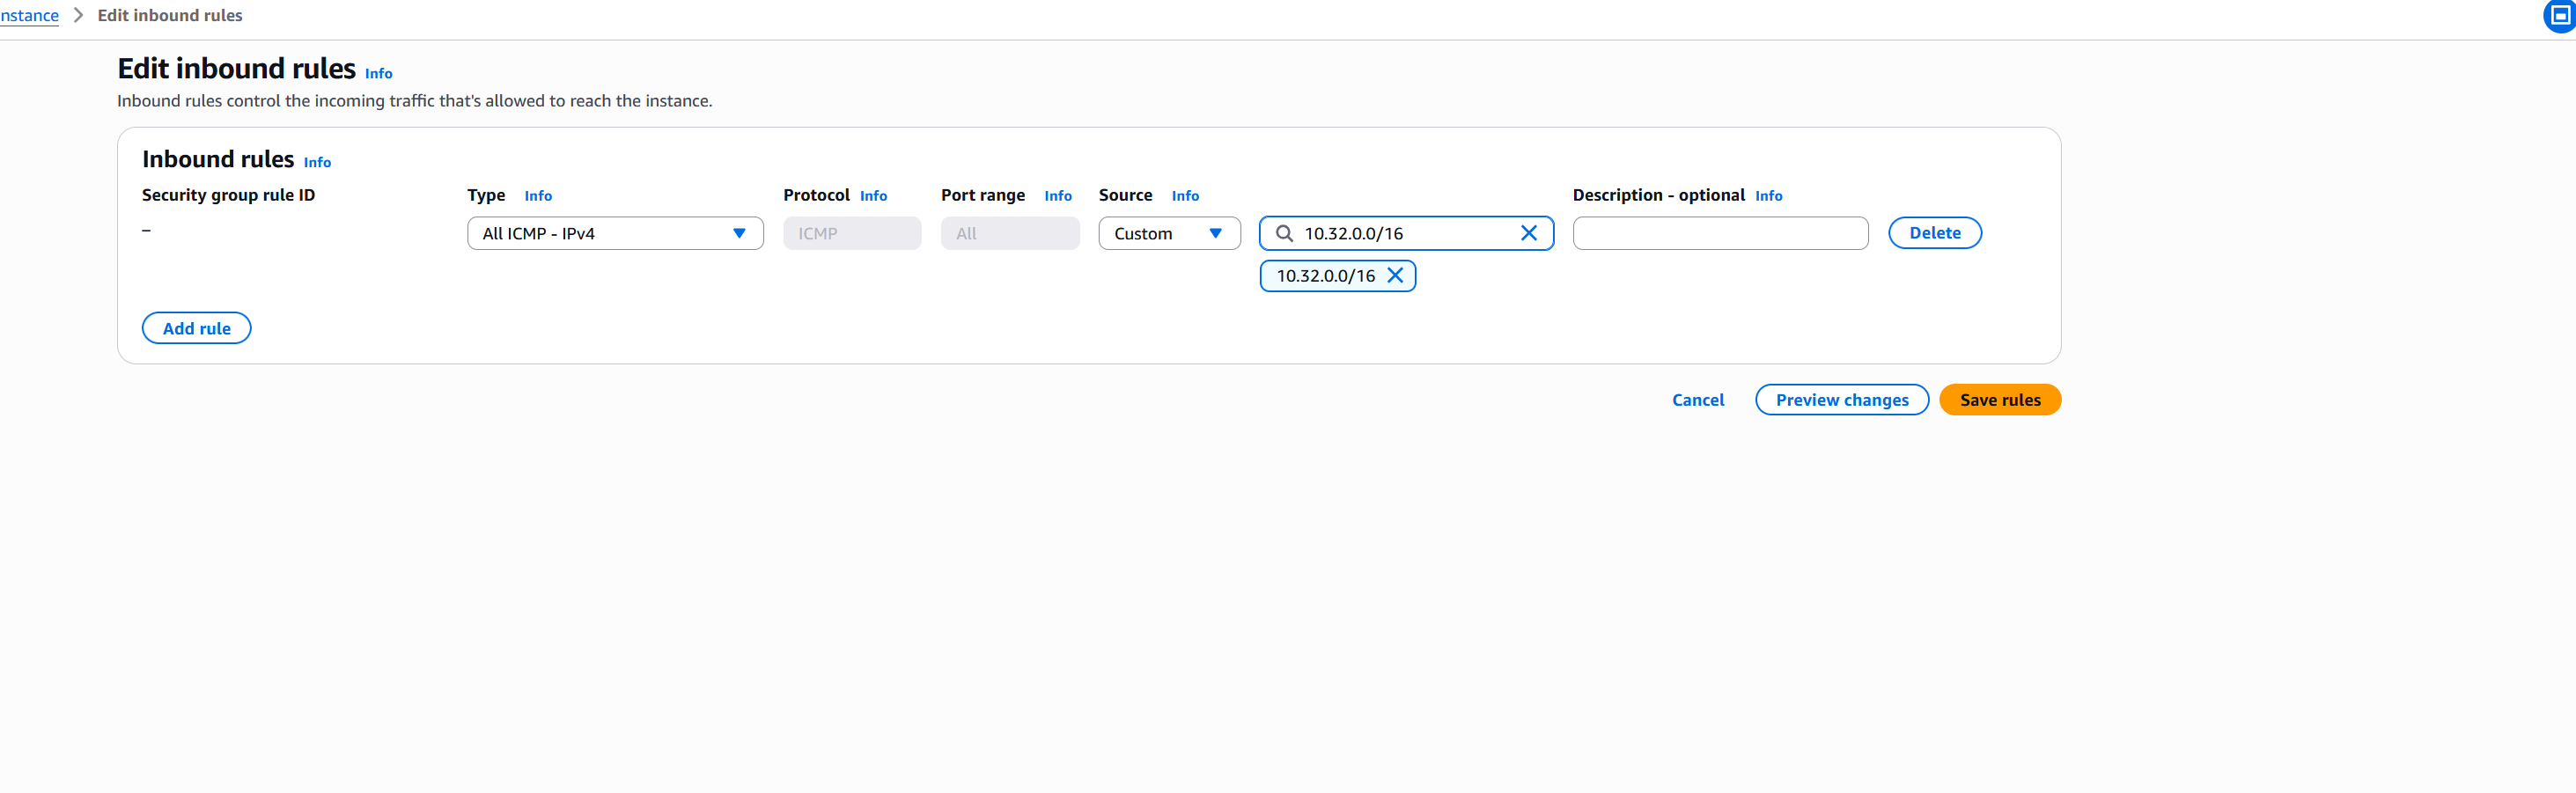 nstance > Edit inbound rules
Edit inbound rules Info
Inbound rules control the incoming traffic that's allowed to reach the instance.
Inbound rules Info
Security group rule ID Type Info Protocol Info Port range Info Source Info Description - optional Info
– All ICMP - IPv4 ICMP All Custom 10.32.0.0/16 Delete
10.32.0.0/16
Add rule
Cancel Preview changes Save rules